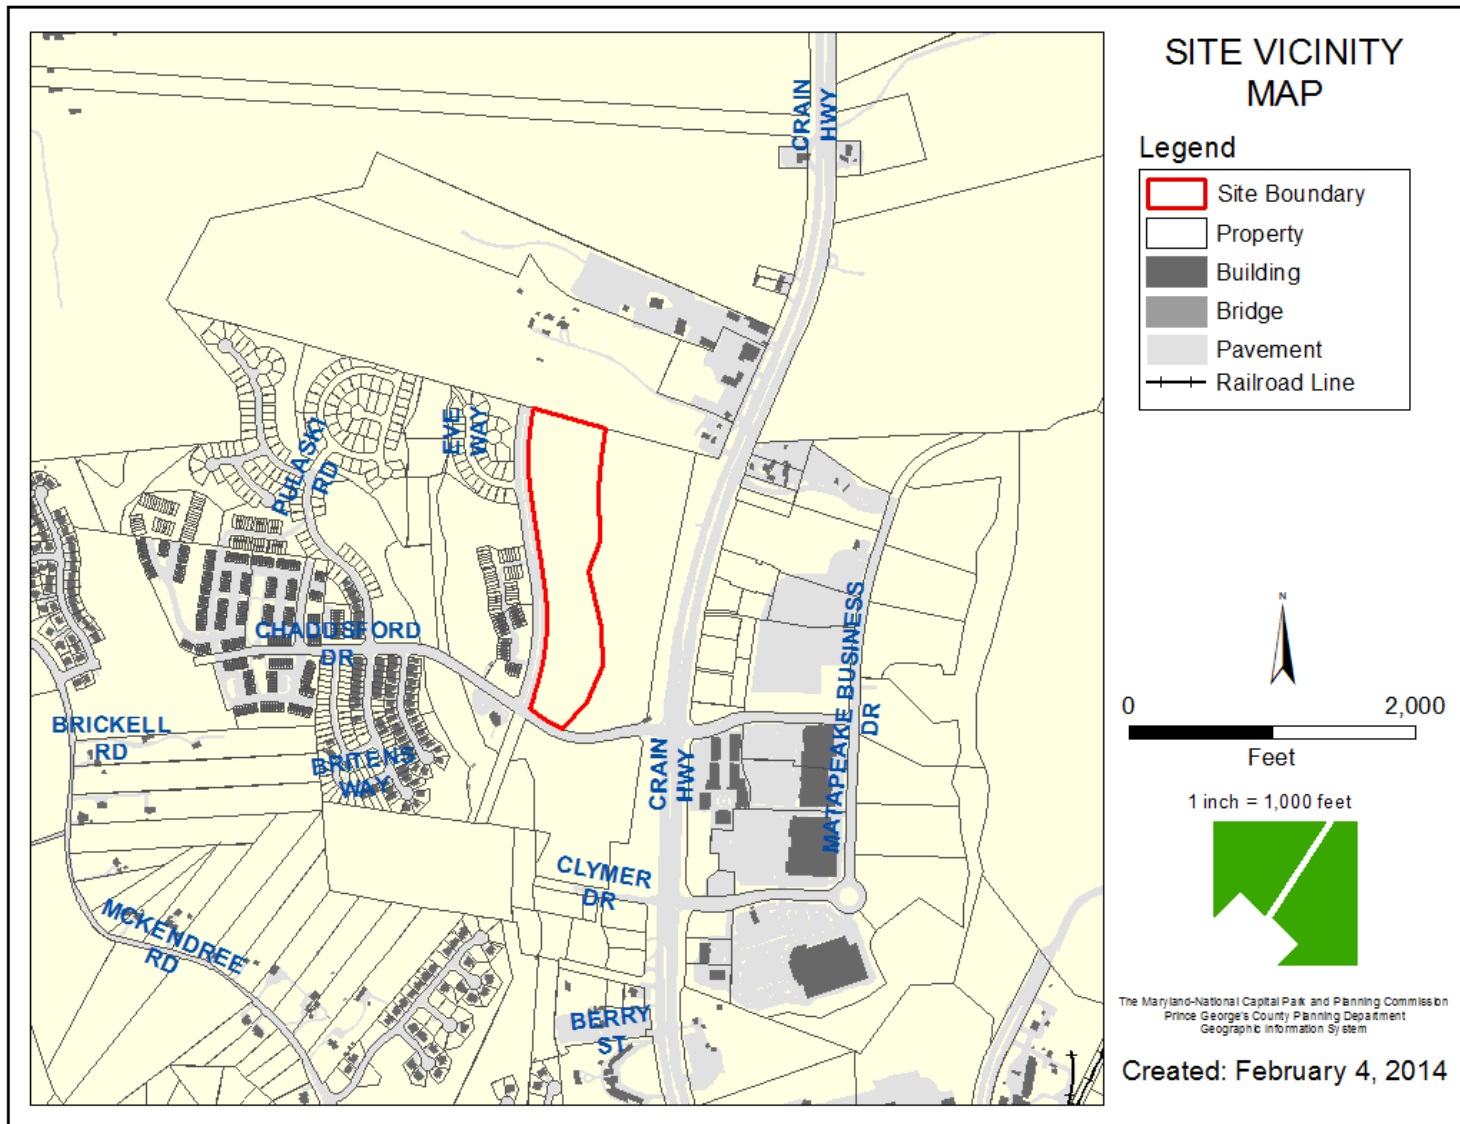 SITE VICINITY
MAP
Legend
Site Boundary
Property
Building
Bridge
Pavement
Railroad Line
CRAIN
HWY
EVE
WAY
PULASKI
RD
CHADDSFORD
DR
BRICKELL
RD
BRITENS
WAY
MATAPEAKE BUSINESS
DR
CRAIN
HWY
CLYMER
DR
MCKENDREE
RD
BERRY
ST
N
0 2,000
Feet
1 inch = 1,000 feet
The Maryland-National Capital Park and Planning Commission
Prince George's County Planning Department
Geographic Information System
Created: February 4, 2014